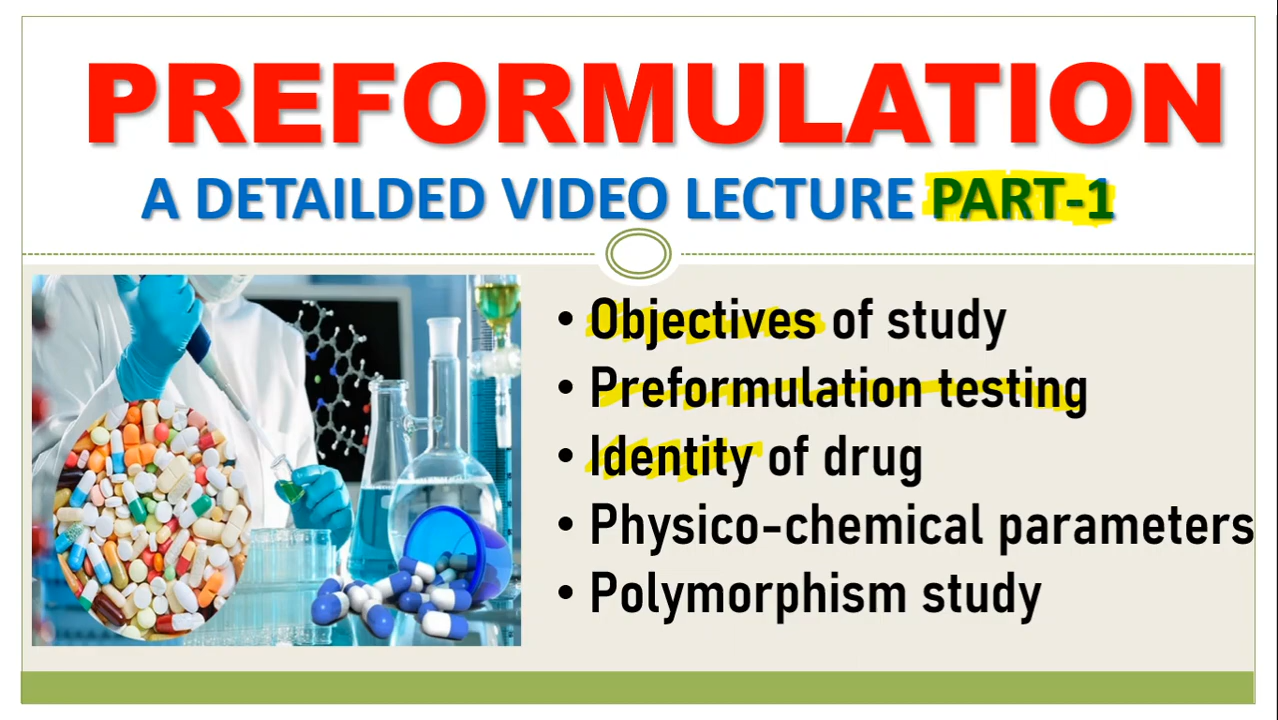 PREFORMULATION
A DETAILDED VIDEO LECTURE PART-1
• Objectives of study
• Preformulation testing
• Identity of drug
• Physico-chemical parameters
• Polymorphism study